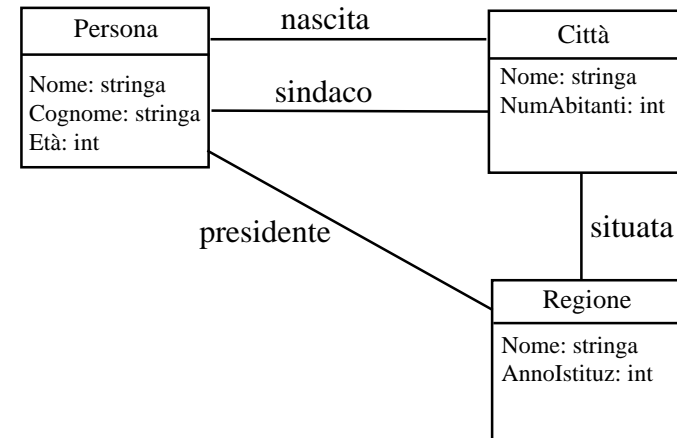 Persona
Nome: stringa
Cognome: stringa
Età: int
nascita
sindaco
Città
Nome: stringa
NumAbitanti: int
presidente
situata
Regione
Nome: stringa
AnnoIstituz: int